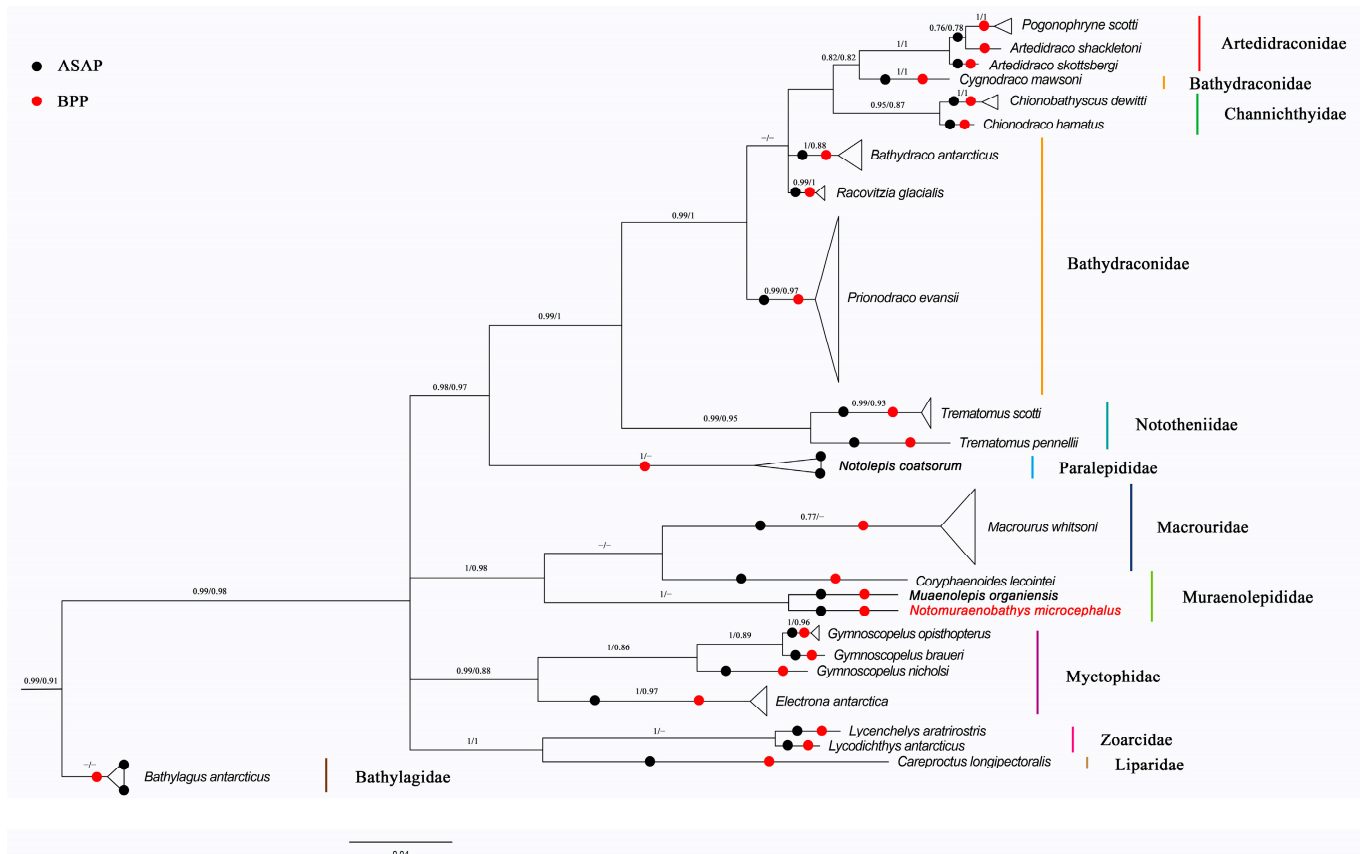 1/1
Pogonophryne scotti
0.76/0.78
ASAP
1/1
Artedidraco shackletoni
Artedidraconidae
0.82/0.82
Artedidraco skottsbergi
1/1
Cygnodraco mawsoni
Bathydraconidae
BPP
1/1
Chionobathyscus dewitti
0.95/0.87
Channichthyidae
Chionodraco hamatus
–/–
1/0.88
Bathydraco antarcticus
0.99/1
Racovitzia glacialis
0.99/1
Bathydraconidae
0.99/0.97
Prionodraco evansii
0.99/1
0.98/0.97
0.99/0.93
Trematomus scotti
0.99/0.95
Nototheniidae
Trematomus pennellii
1/–
Notolepis coatsorum
Paralepididae
0.77/–
Macrourus whitsoni
Macrouridae
–/–
1/0.98
Coryphaenoides lecointei
0.99/0.98
1/–
Muaenolepis organiensis
Muraenolepididae
Notomuraenobathys microcephalus
1/0.96
Gymnoscopelus opisthopterus
1/0.89
1/0.86
Gymnoscopelus braueri
0.99/0.88
Gymnoscopelus nicholsi
Myctophidae
0.99/0.91
1/0.97
Electrona antarctica
1/–
Lycenchelys aratrirostris
1/1
Lycodichthys antarcticus
Zoarcidae
Careproctus longipectoralis
Liparidae
–/–
Bathylagus antarcticus
Bathylagidae
0.04